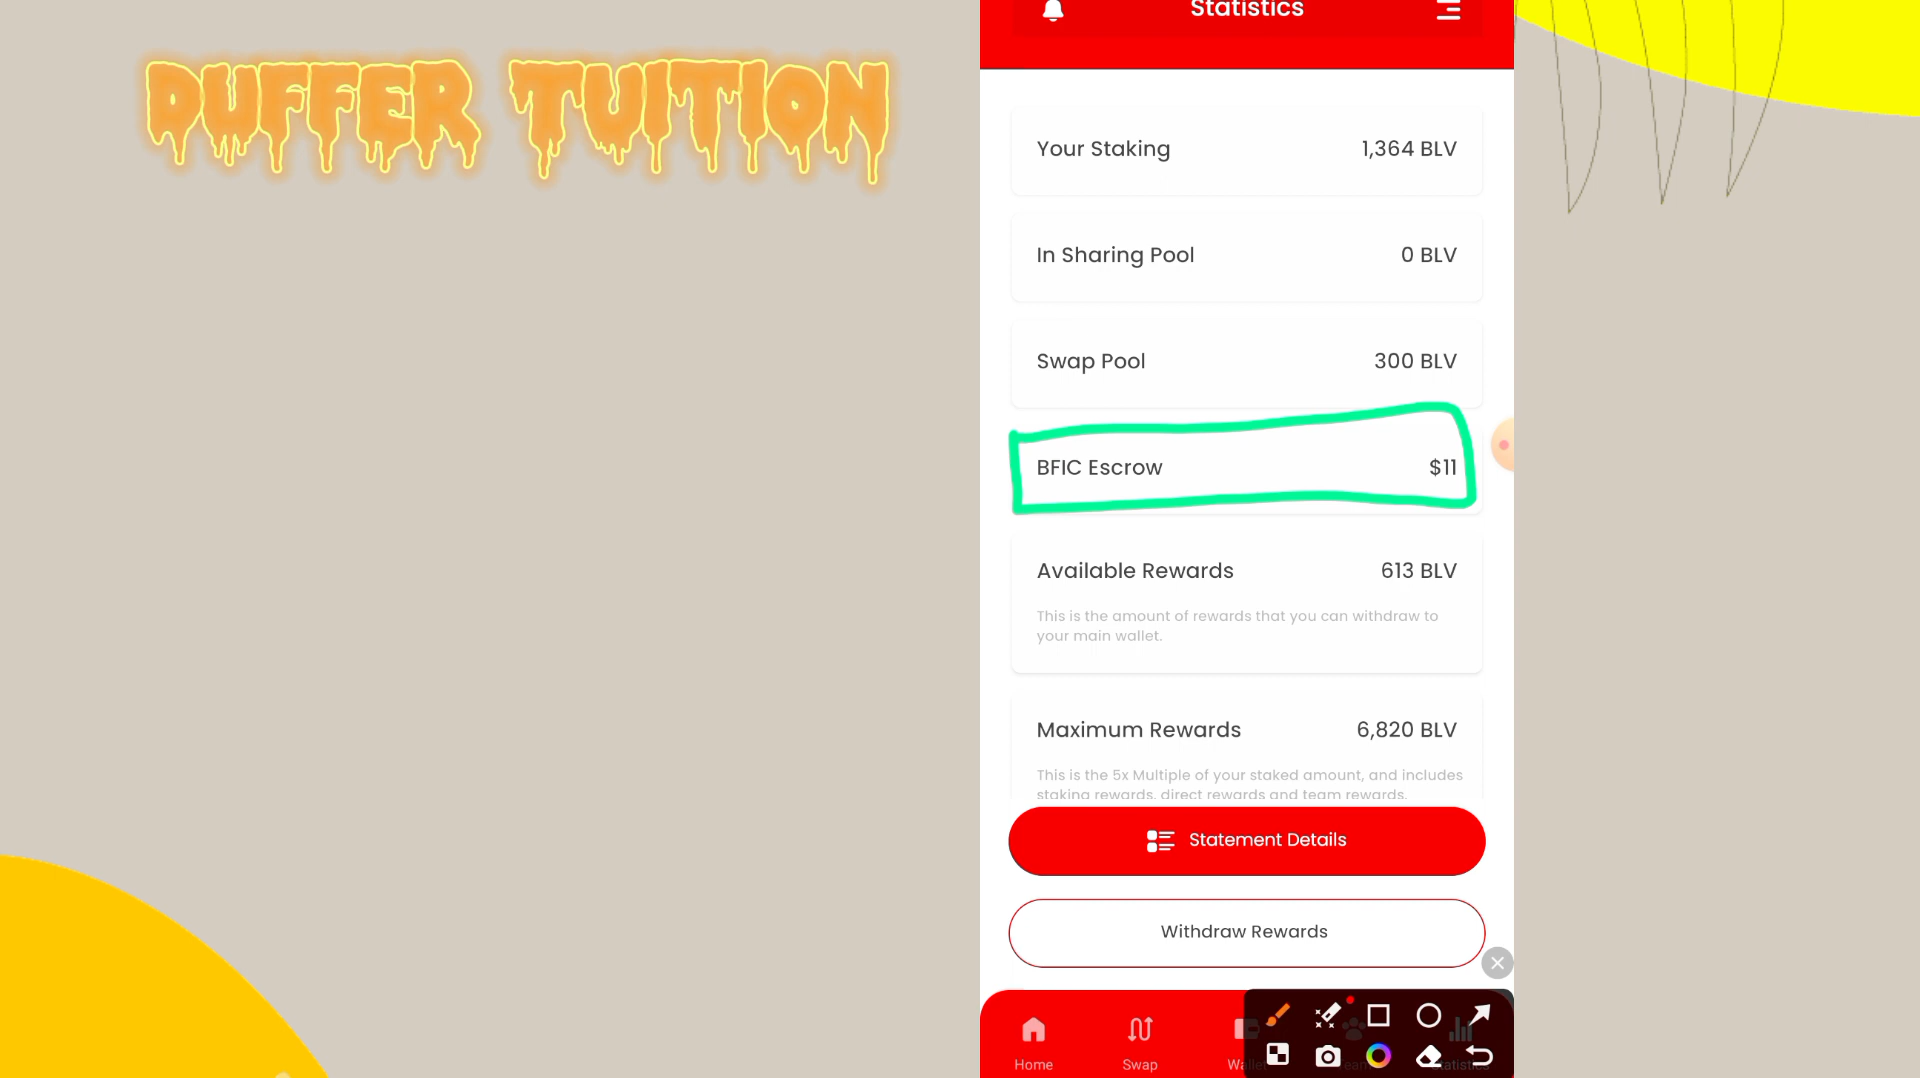 DUFFER TUITION
Statistics
Your Staking 1,364 BLV
In Sharing Pool 0 BLV
Swap Pool 300 BLV
BFIC Escrow $11
Available Rewards 613 BLV
This is the amount of rewards that you can withdraw to
your main wallet.
Maximum Rewards 6,820 BLV
This is the 5x Multiple of your staked amount, and includes
staking rewards, direct rewards and team rewards.
Statement Details
Withdraw Rewards
Home Swap Wallet Statistics